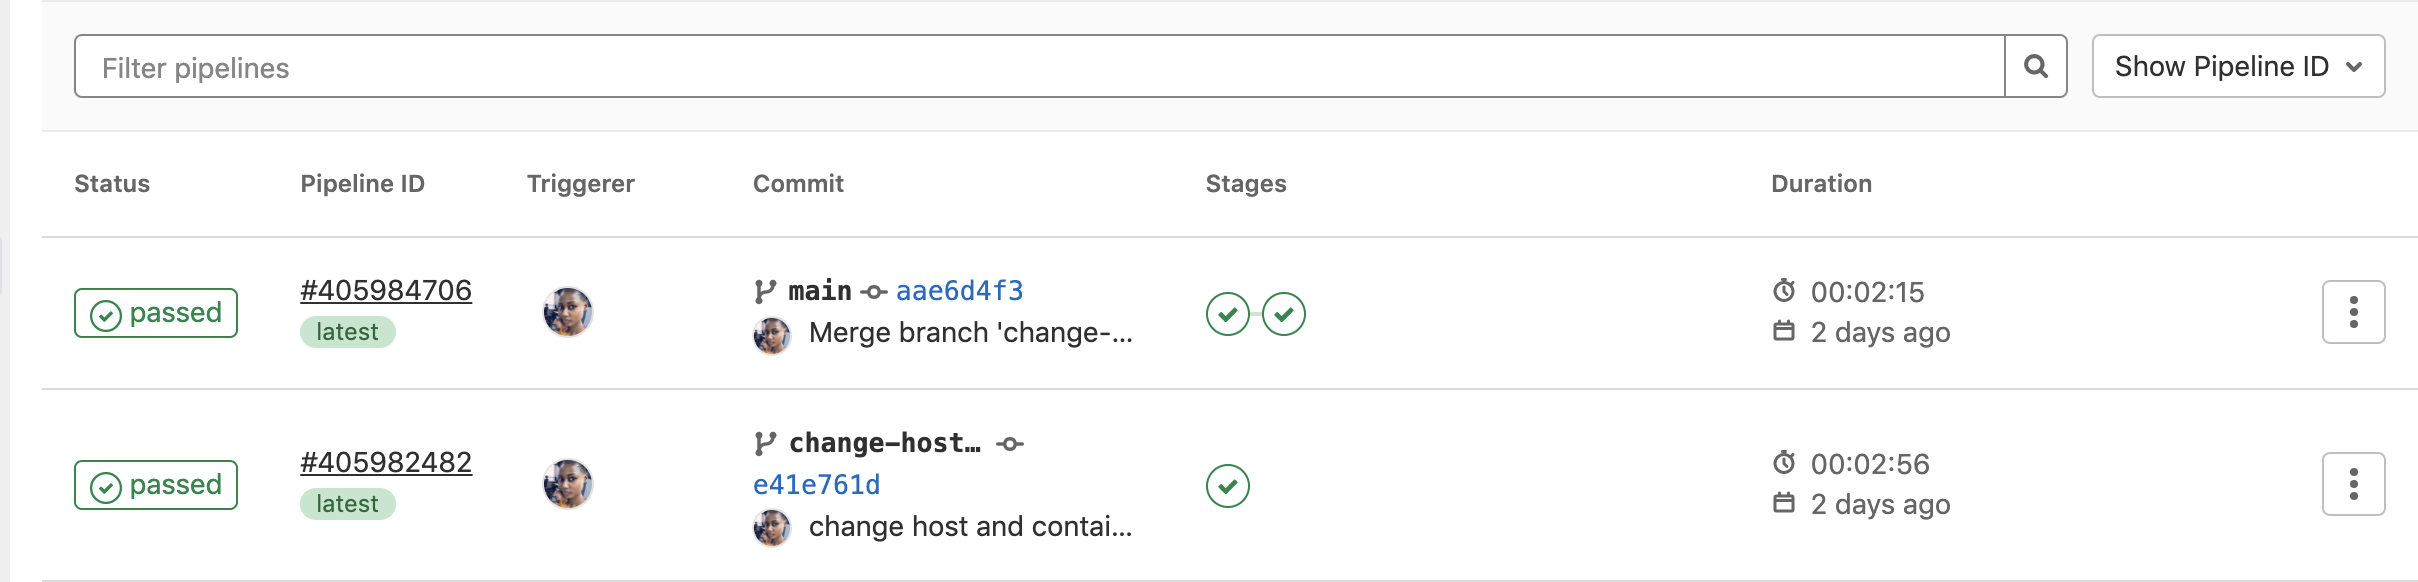 Filter pipelines
Show Pipeline ID
Status Pipeline ID Triggerer Commit Stages Duration
passed
#405984706
latest
main aae6d4f3
Merge branch 'change-...
00:02:15
2 days ago
passed
#405982482
latest
change-host…
e41e761d
change host and contai...
00:02:56
2 days ago